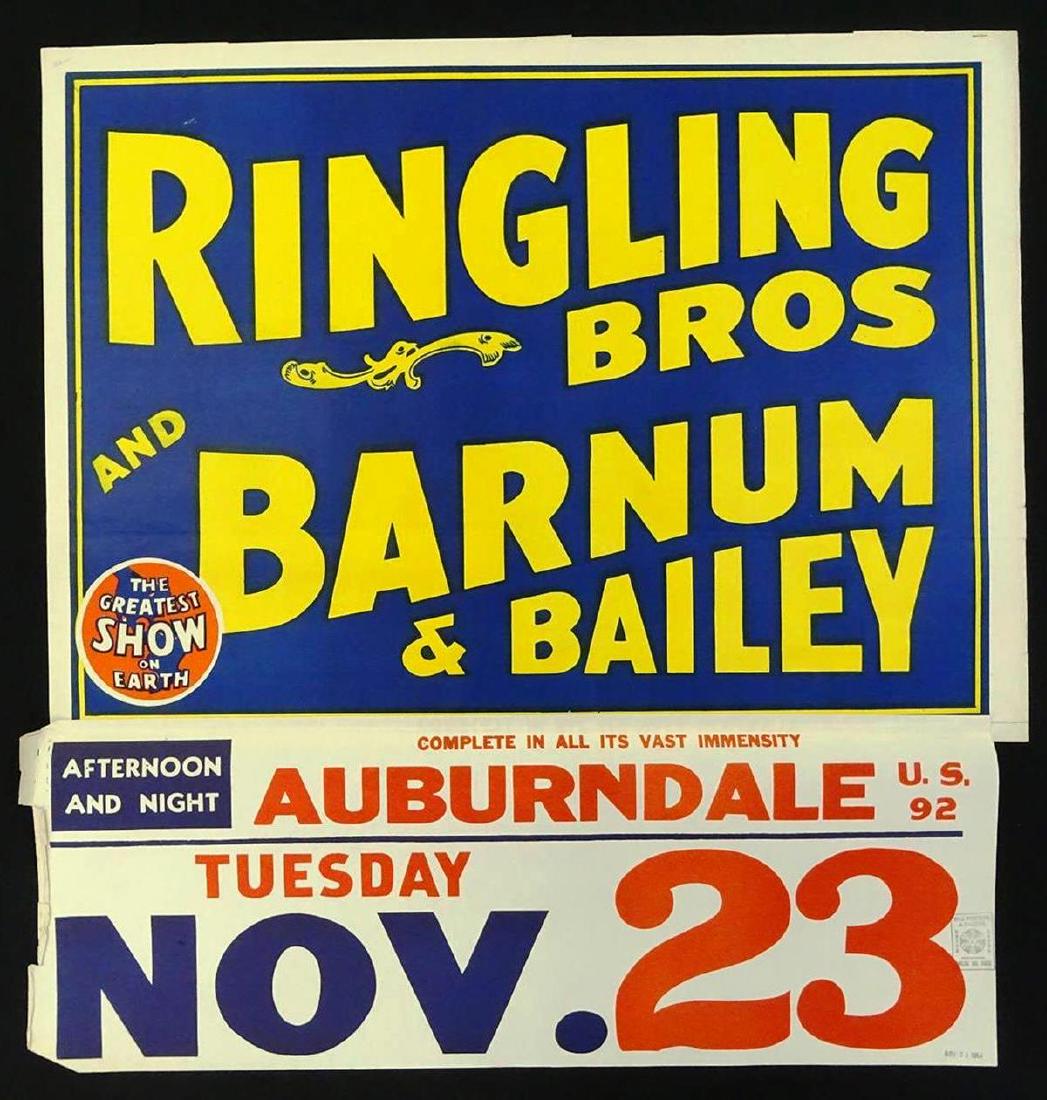 RINGLING
BROS
AND
BARNUM
& BAILEY
THE
GREATEST
SHOW
ON
EARTH
COMPLETE IN ALL ITS VAST IMMENSITY
AFTERNOON
AND NIGHT
AUBURNDALE
U. S.
92
TUESDAY
NOV. 23